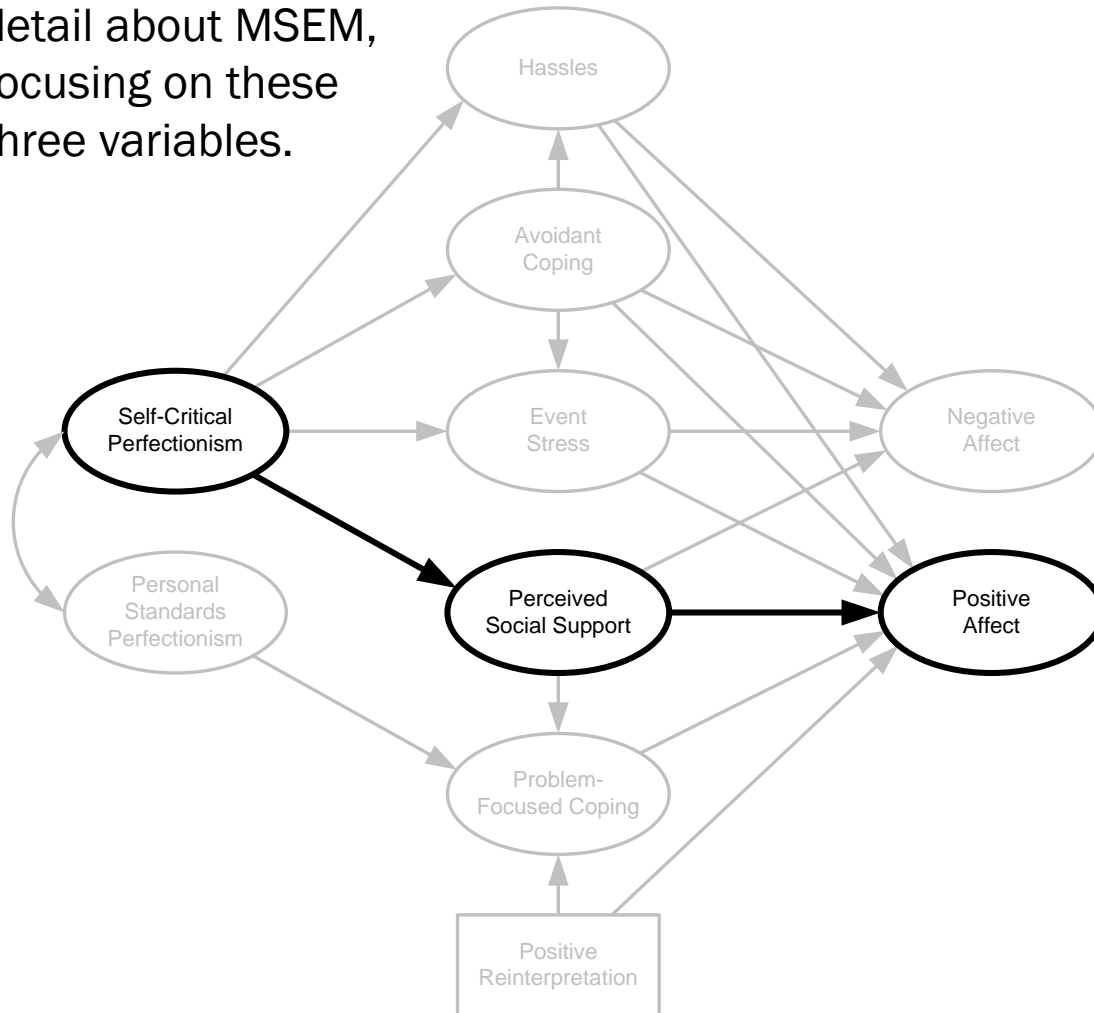 detail about MSEM,
focusing on these
three variables.
Hassles
Avoidant
Coping
Self-Critical
Perfectionism
Event
Stress
Negative
Affect
Personal
Standards
Perfectionism
Perceived
Social Support
Positive
Affect
Problem-
Focused Coping
Positive
Reinterpretation